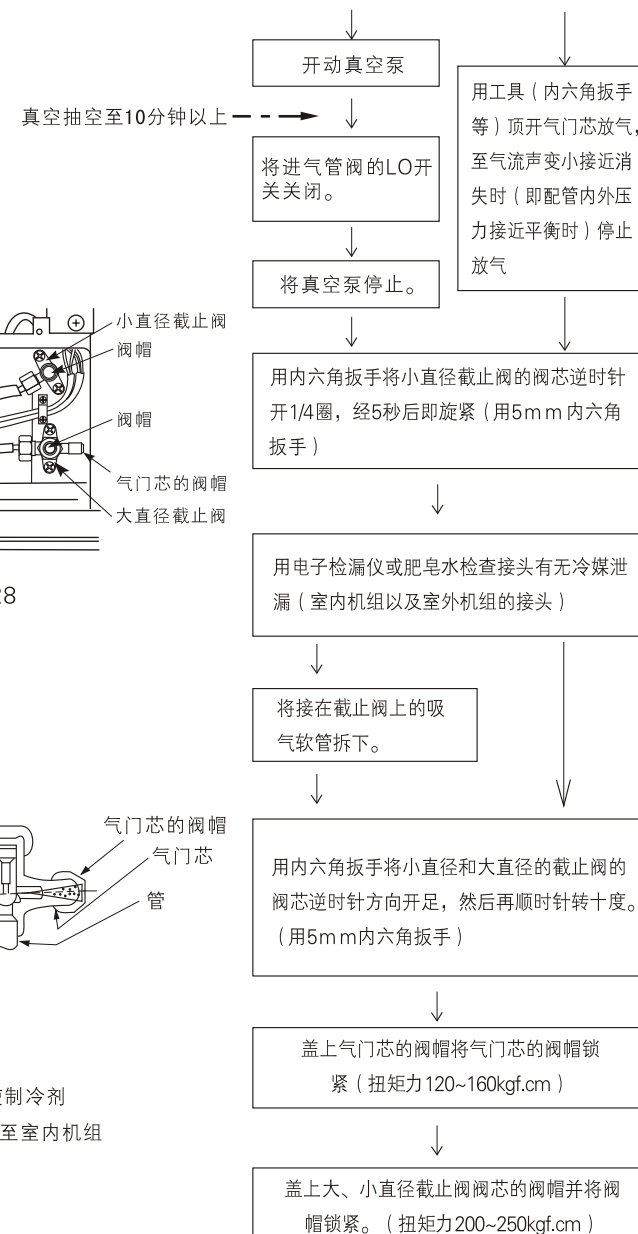 开动真空泵
真空抽空至10分钟以上
将进气管阀的LO开
关关闭。
将真空泵停止。
用工具（内六角扳手
等）顶开气门芯放气，
至气流声变小接近消
失时（即配管内外压
力接近平衡时）停止
放气
小直径截止阀
阀帽
阀帽
气门芯的阀帽
大直径截止阀
28
用内六角扳手将小直径截止阀的阀芯逆时针
开1/4圈，经5秒后即旋紧（用5mm内六角
扳手）
用电子检漏仪或肥皂水检查接头有无冷媒泄
漏（室内机组以及室外机组的接头）
将接在截止阀上的吸
气软管拆下。
气门芯的阀帽
气门芯
管
用内六角扳手将小直径和大直径的截止阀的
阀芯逆时针方向开足，然后再顺时针转十度。
（用5mm内六角扳手）
盖上气门芯的阀帽将气门芯的阀帽锁
紧（扭矩力120~160kgf.cm）
制冷剂
至室内机组
盖上大、小直径截止阀阀芯的阀帽并将阀
帽锁紧。（扭矩力200~250kgf.cm）